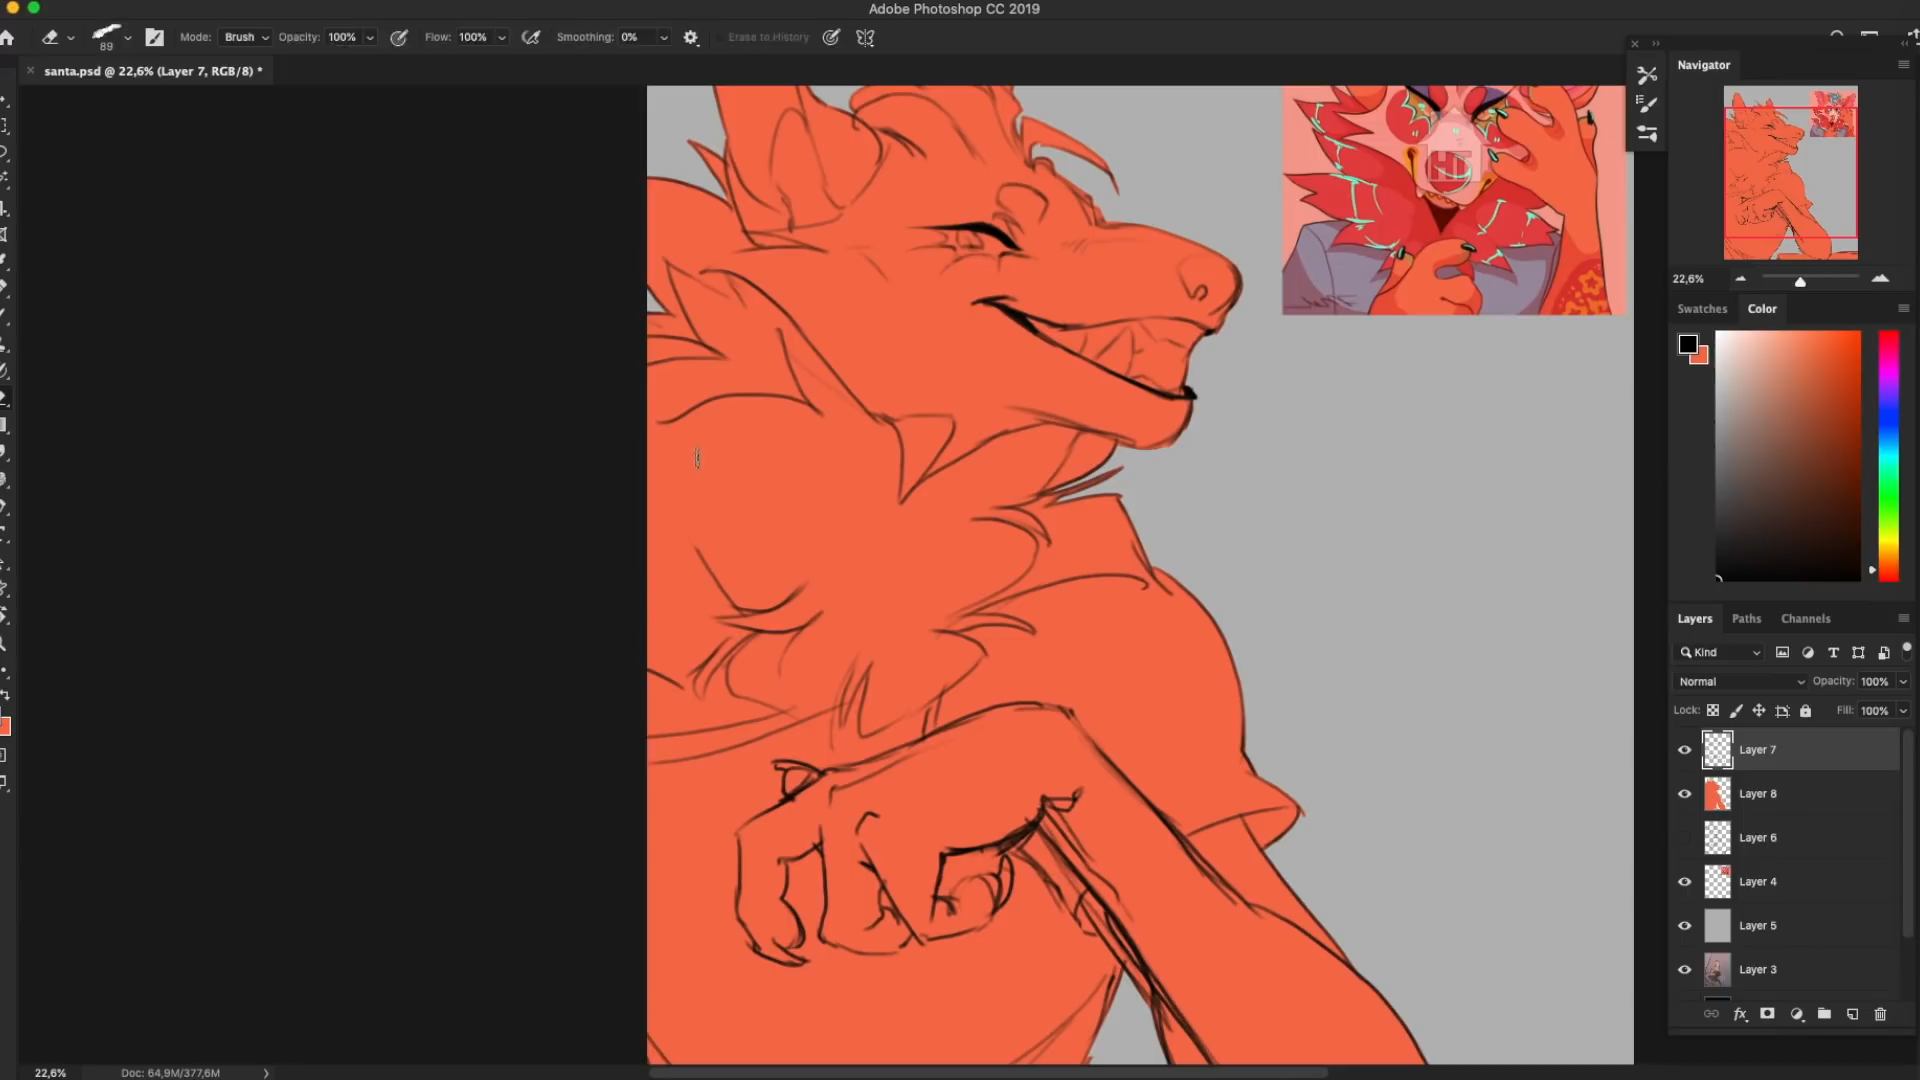 Adobe Photoshop CC 2019
89
Mode: Brush Opacity: 100% Flow: 100% Smoothing: 0% Erase to History
santa.psd @ 22,6% (Layer 7, RGB/8) *
Navigator
22,6%
Swatches Color
Layers Paths Channels
Kind
Normal Opacity: 100%
Lock: Fill: 100%
Layer 7
Layer 8
Layer 6
Layer 4
Layer 5
Layer 3
22,6% Doc: 64,9M/377,6M